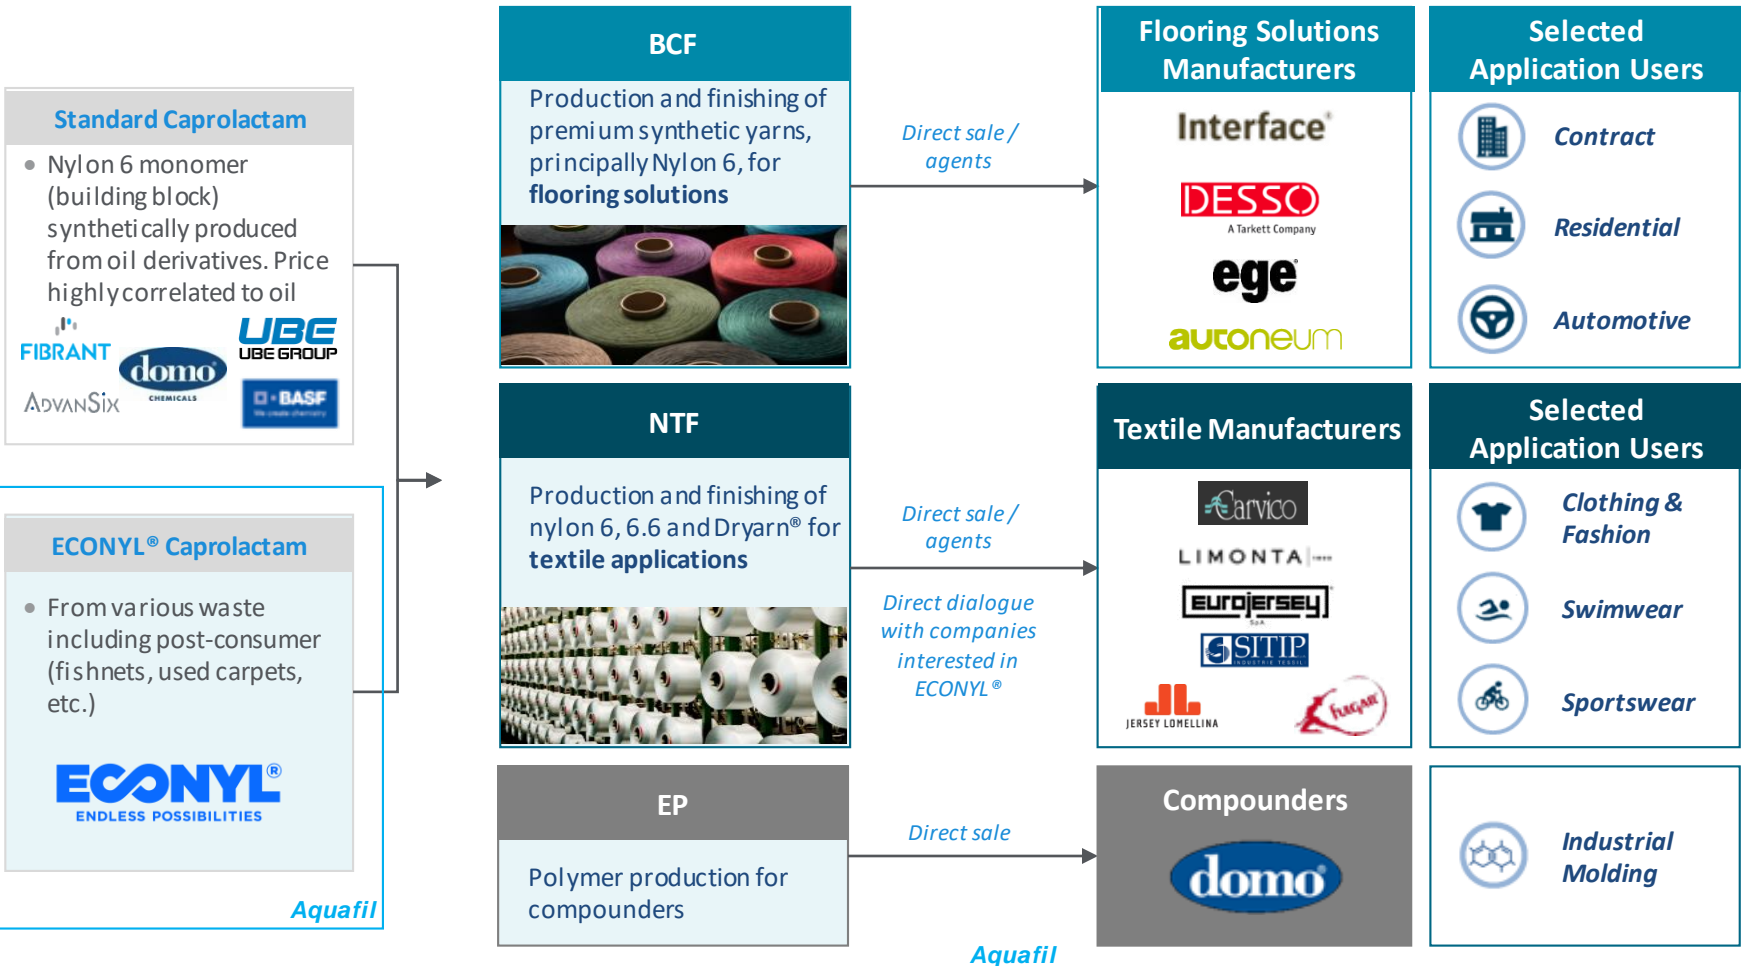 Standard Caprolactam
• Nylon 6 monomer
(building block)
synthetically produced
from oil derivatives. Price
highly correlated to oil
FIBRANT
UBE
UBE GROUP
domo
CHEMICALS
ADVANSIX
BASF
We create chemistry
ECONYL® Caprolactam
• From various waste
including post-consumer
(fishnets, used carpets,
etc.)
ECONYL®
ENDLESS POSSIBILITIES
Aquafil
BCF
Production and finishing of
premium synthetic yarns,
principally Nylon 6, for
flooring solutions
Direct sale /
agents
Flooring Solutions
Manufacturers
Interface®
DESSO
A Tarkett Company
ege
autoneum
Selected
Application Users
Contract
Residential
Automotive
NTF
Production and finishing of
nylon 6, 6.6 and Dryarn® for
textile applications
Direct sale /
agents
Direct dialogue
with companies
interested in
ECONYL®
Textile Manufacturers
Carvico
LIMONTA
EUROJERSEY
S.p.A.
SITIP
INDUSTRIE TESSILI
JERSEY LOMELLINA
FULGAR
Selected
Application Users
Clothing &
Fashion
Swimwear
Sportswear
EP
Polymer production for
compounders
Direct sale
Compounders
domo
Industrial
Molding
Aquafil